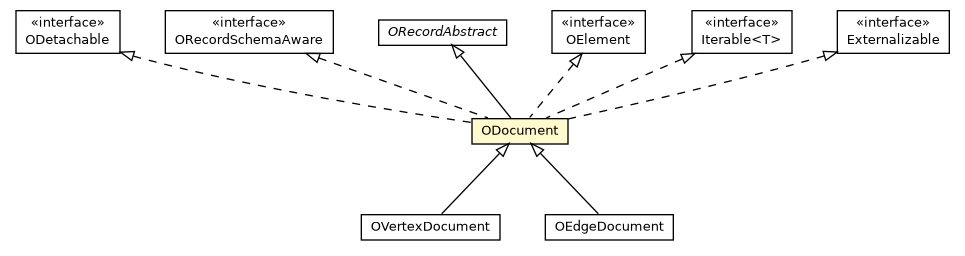 «interface»
ODetachable
«interface»
ORecordSchemaAware
ORecordAbstract
«interface»
OElement
«interface»
Iterable<T>
«interface»
Externalizable
ODocument
OVertexDocument
OEdgeDocument